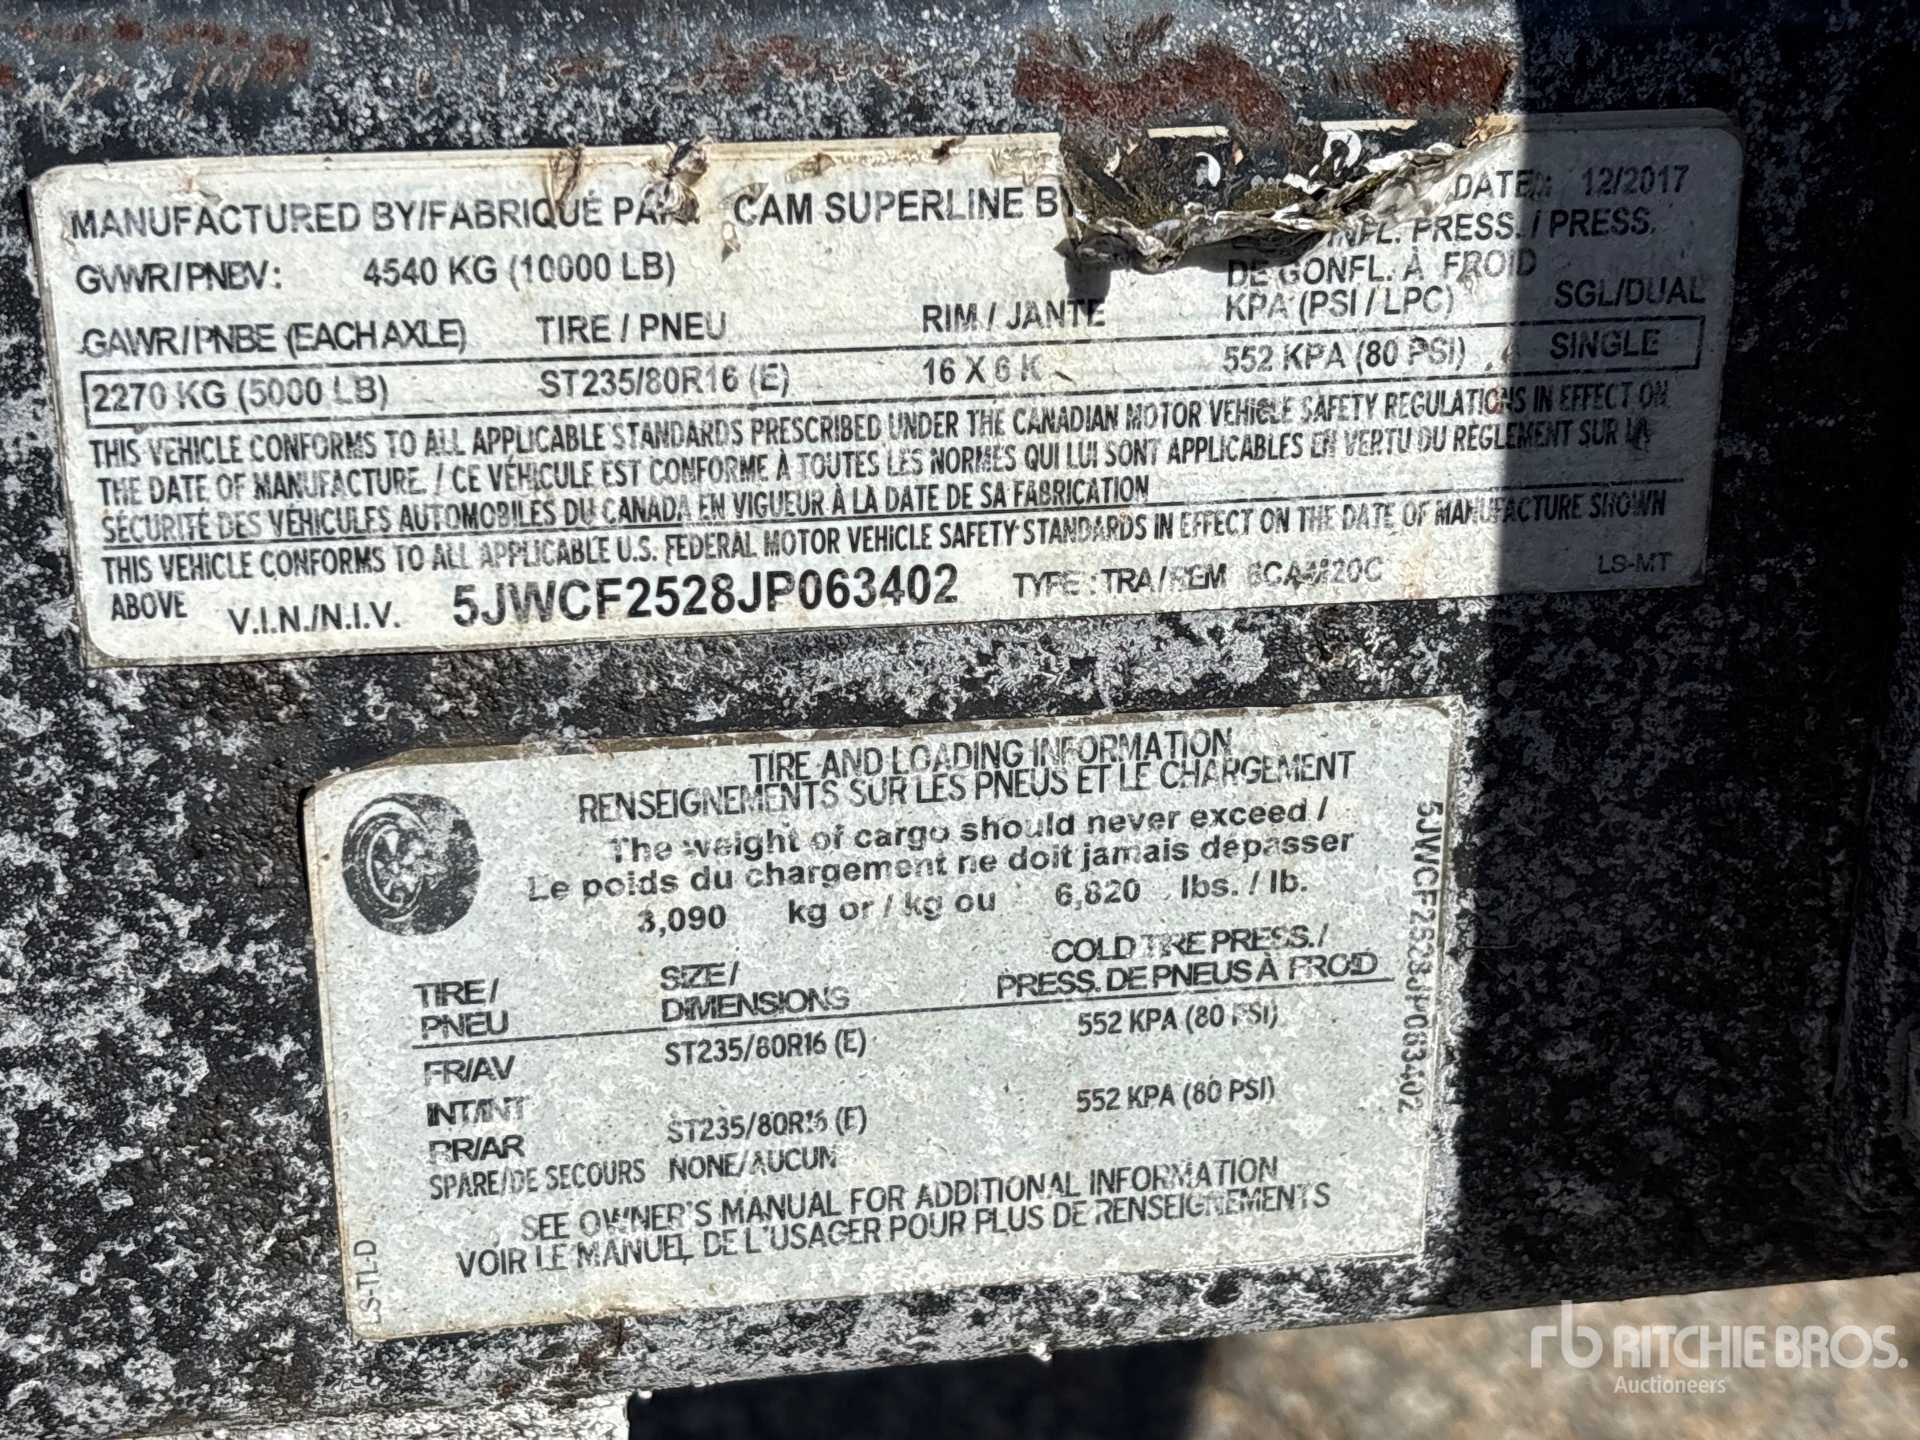 MANUFACTURED BY/FABRIQUÉ PAR: CAM SUPERLINE BY DATE: 12/2017
GVWR/PNBV: 4540 KG (10000 LB) INFL. PRESS. / PRESS.
DE GONFL. À FROID
GAWR/PNBE (EACH AXLE) TIRE / PNEU RIM / JANTE KPA (PSI / LPC) SGL/DUAL
2270 KG (5000 LB) ST235/80R16 (E) 16 X 6 K 552 KPA (80 PSI) SINGLE
THIS VEHICLE CONFORMS TO ALL APPLICABLE STANDARDS PRESCRIBED UNDER THE CANADIAN MOTOR VEHICLE SAFETY REGULATIONS IN EFFECT ON
THE DATE OF MANUFACTURE. / CE VÉHICULE EST CONFORME À TOUTES LES NORMES QUI LUI SONT APPLICABLES EN VERTU DU RÈGLEMENT SUR LA
SÉCURITÉ DES VÉHICULES AUTOMOBILES DU CANADA EN VIGUEUR À LA DATE DE SA FABRICATION
THIS VEHICLE CONFORMS TO ALL APPLICABLE U.S. FEDERAL MOTOR VEHICLE SAFETY STANDARDS IN EFFECT ON THE DATE OF MANUFACTURE SHOWN
ABOVE V.I.N./N.I.V. 5JWCF2528JP063402 TYPE: TRA/REM LS-MT
TIRE AND LOADING INFORMATION
RENSEIGNEMENTS SUR LES PNEUS ET LE CHARGEMENT
The weight of cargo should never exceed /
Le poids du chargement ne doit jamais dépasser
3,090 kg or / kg ou 6,820 lbs. / lb.
TIRE/ SIZE/ COLD TIRE PRESS./
PNEU DIMENSIONS PRESS. DE PNEUS À FROID
FR/AV ST235/80R16 (E) 552 KPA (80 PSI)
INT/INT
RR/AR ST235/80R16 (E) 552 KPA (80 PSI)
SPARE/DE SECOURS NONE/AUCUN
SEE OWNER'S MANUAL FOR ADDITIONAL INFORMATION
VOIR LE MANUEL DE L'USAGER POUR PLUS DE RENSEIGNEMENTS
LS-TL-D
5JWCF2528JP063402
rb RITCHIE BROS.
Auctioneers